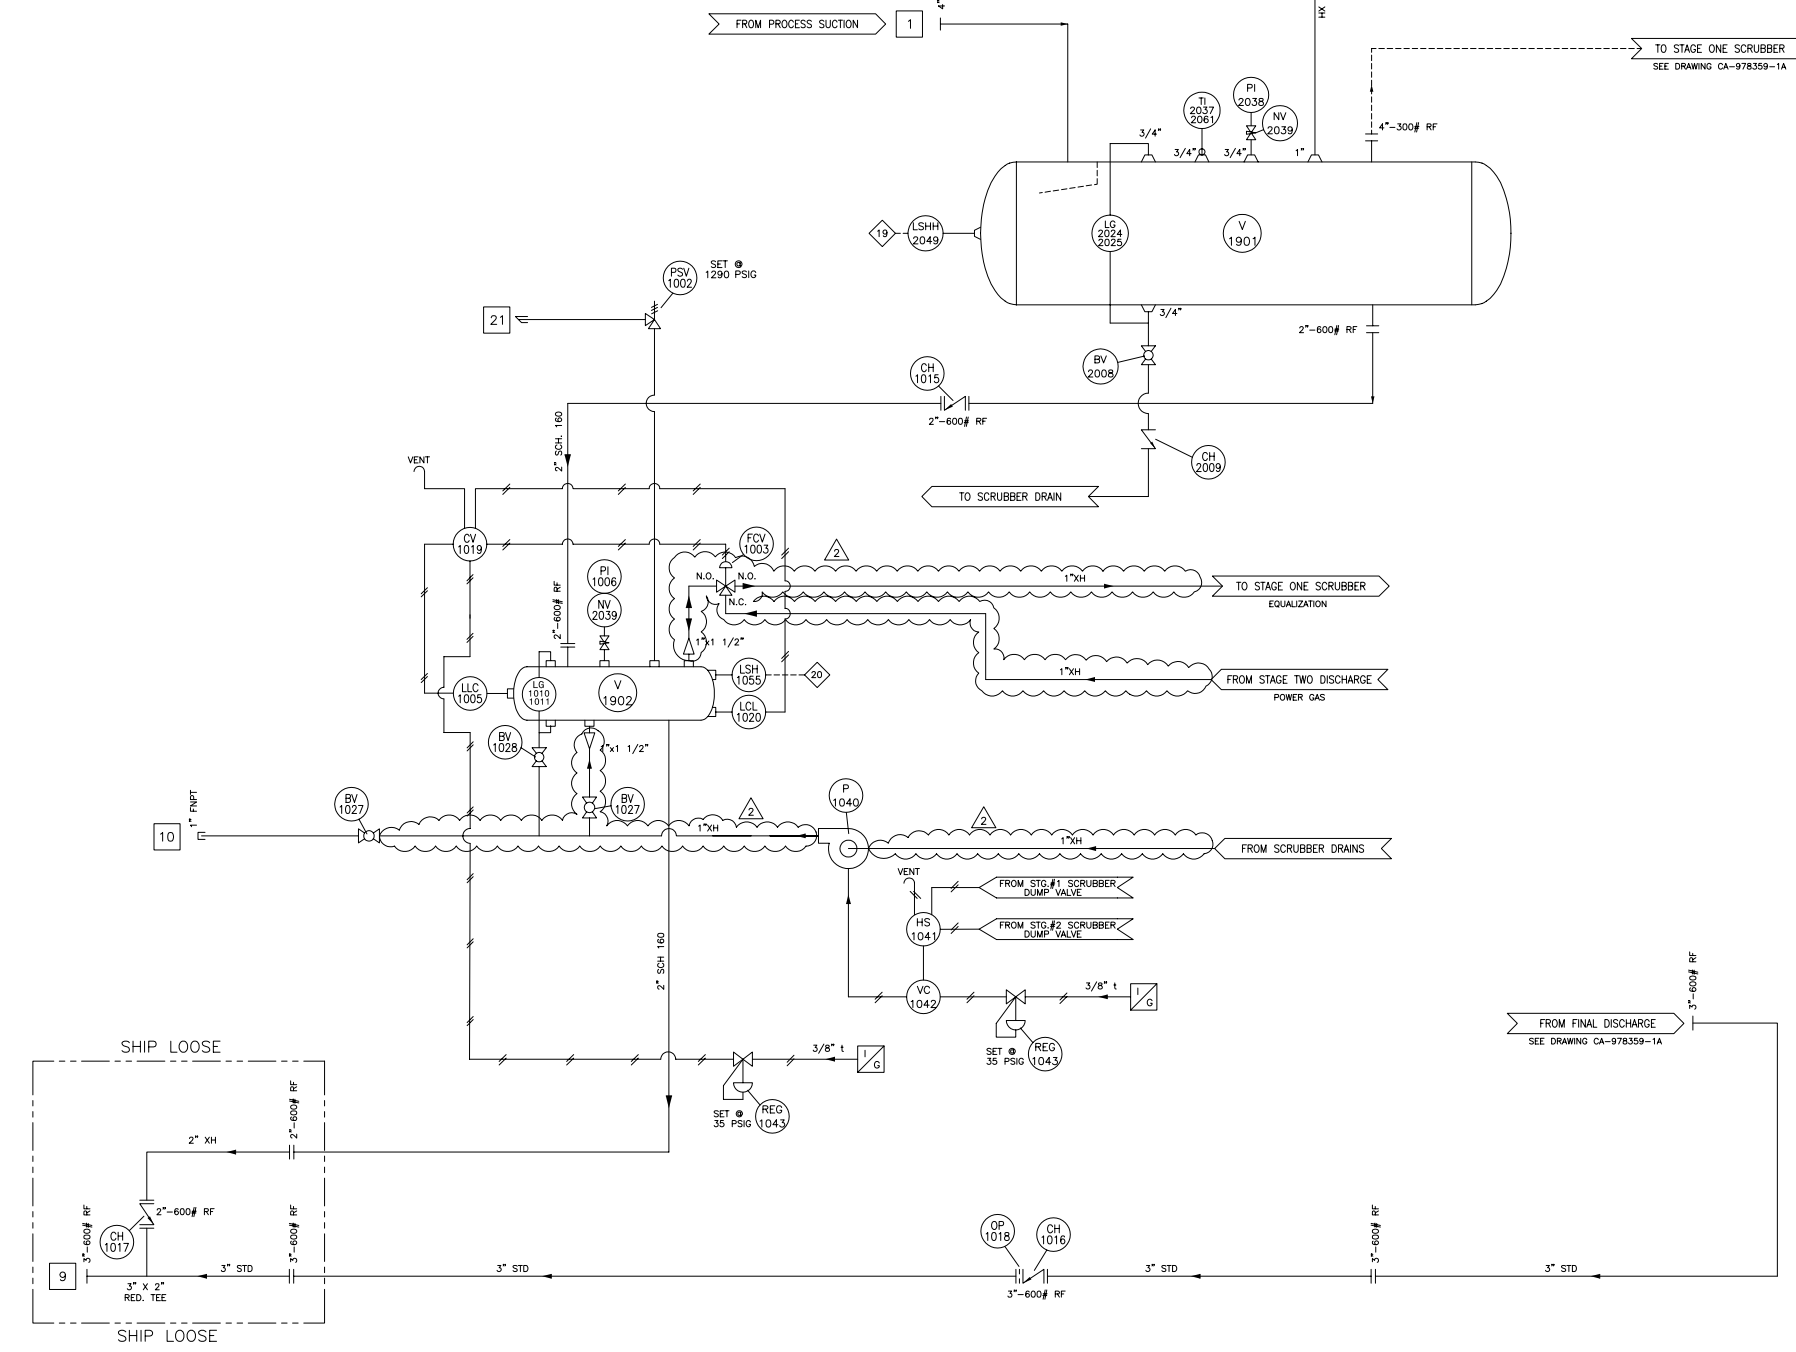 FROM PROCESS SUCTION
1
4"
HX
TO STAGE ONE SCRUBBER
SEE DRAWING CA-978359-1A
TI
2037
2061
PI
2038
NV
2039
4"-300# RF
3/4"
3/4"
3/4"
1"
19
LSHH
2049
LG
2024
2025
V
1901
PSV
1002
SET @
1290 PSIG
21
3/4"
2"-600# RF
BV
2008
CH
1015
2"-600# RF
2" SCH. 160
CH
2009
TO SCRUBBER DRAIN
VENT
CV
1019
FCV
1003
2
PI
1006
NV
2039
2"-600# RF
N.O.
N.O.
N.C.
1"XH
TO STAGE ONE SCRUBBER
EQUALIZATION
1"x1 1/2"
LLC
1005
LG
1010
1011
V
1902
LSH
1055
20
LCL
1020
1"XH
FROM STAGE TWO DISCHARGE
POWER GAS
BV
1028
1"x1 1/2"
10
1" FNPT
BV
1027
BV
1027
2
1"XH
P
1040
2
1"XH
FROM SCRUBBER DRAINS
VENT
FROM STG.#1 SCRUBBER
DUMP VALVE
HS
1041
FROM STG.#2 SCRUBBER
DUMP VALVE
2" SCH 160
VC
1042
3/8" t
I
G
SET @
35 PSIG
REG
1043
3/8" t
I
G
SET @
35 PSIG
REG
1043
3"-600# RF
FROM FINAL DISCHARGE
SEE DRAWING CA-978359-1A
SHIP LOOSE
2" XH
2"-600# RF
2"-600# RF
CH
1017
3"-600# RF
3"-600# RF
9
3" X 2"
RED. TEE
3" STD
3" STD
OP
1018
CH
1016
3"-600# RF
3" STD
3"-600# RF
3" STD
SHIP LOOSE